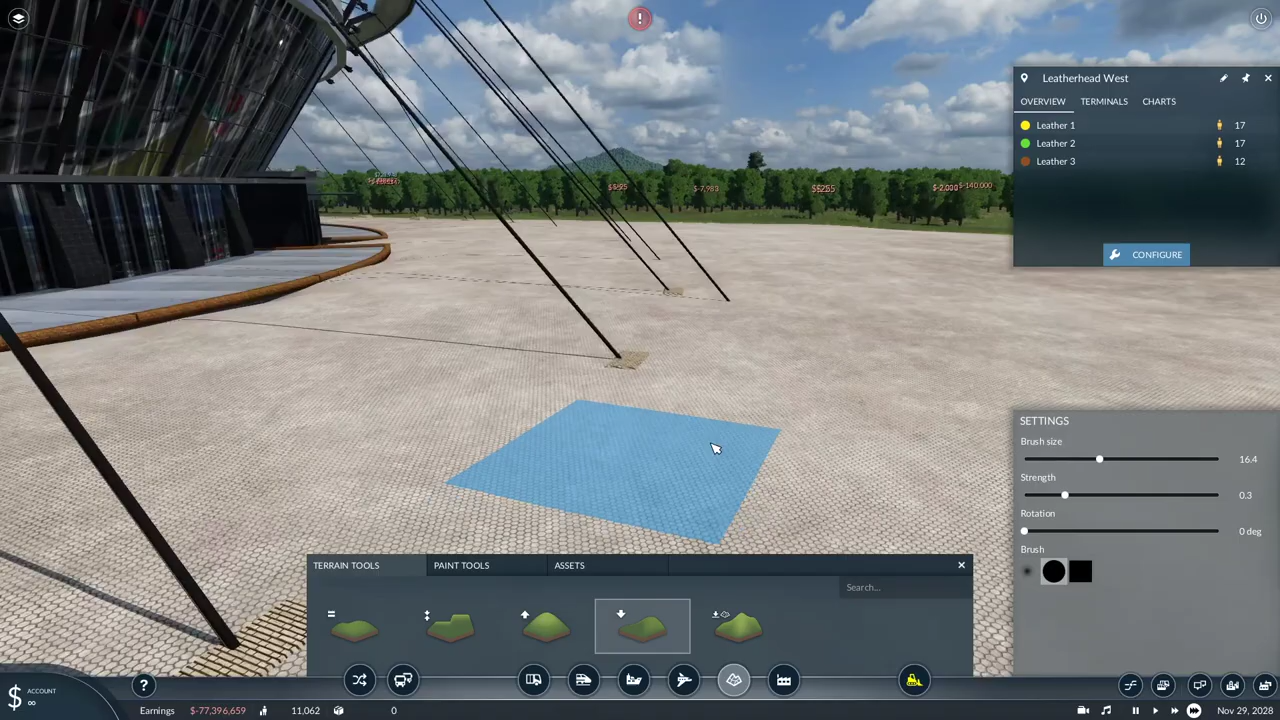 !
Leatherhead West
OVERVIEW TERMINALS CHARTS
Leather 1 17
Leather 2 17
Leather 3 12
CONFIGURE
$-7,983
$-2,000
$-140,000
SETTINGS
Brush size
16.4
Strength
0.3
Rotation
0 deg
Brush
TERRAIN TOOLS PAINT TOOLS ASSETS
Search...
$ ACCOUNT
∞
?
Earnings $-77,396,659 11,062 0
Nov 29, 2028